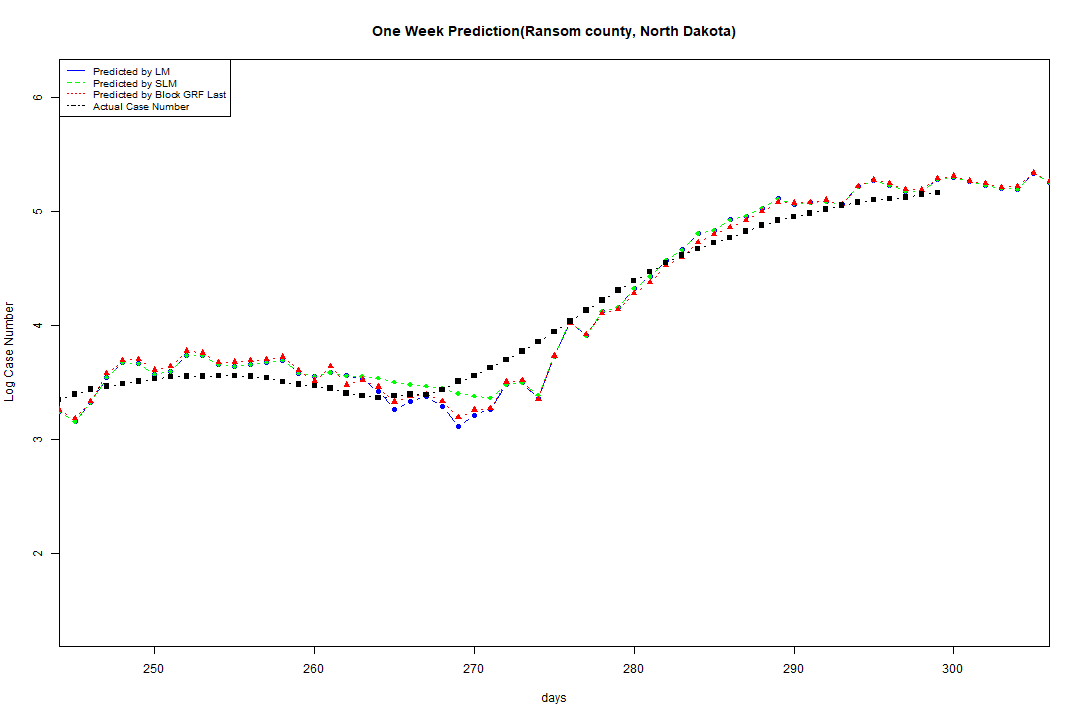 One Week Prediction(Ransom county, North Dakota)
Predicted by LM
Predicted by SLM
Predicted by Block GRF Last
Actual Case Number
6
5
4
3
2
Log Case Number
250 260 270 280 290 300
days